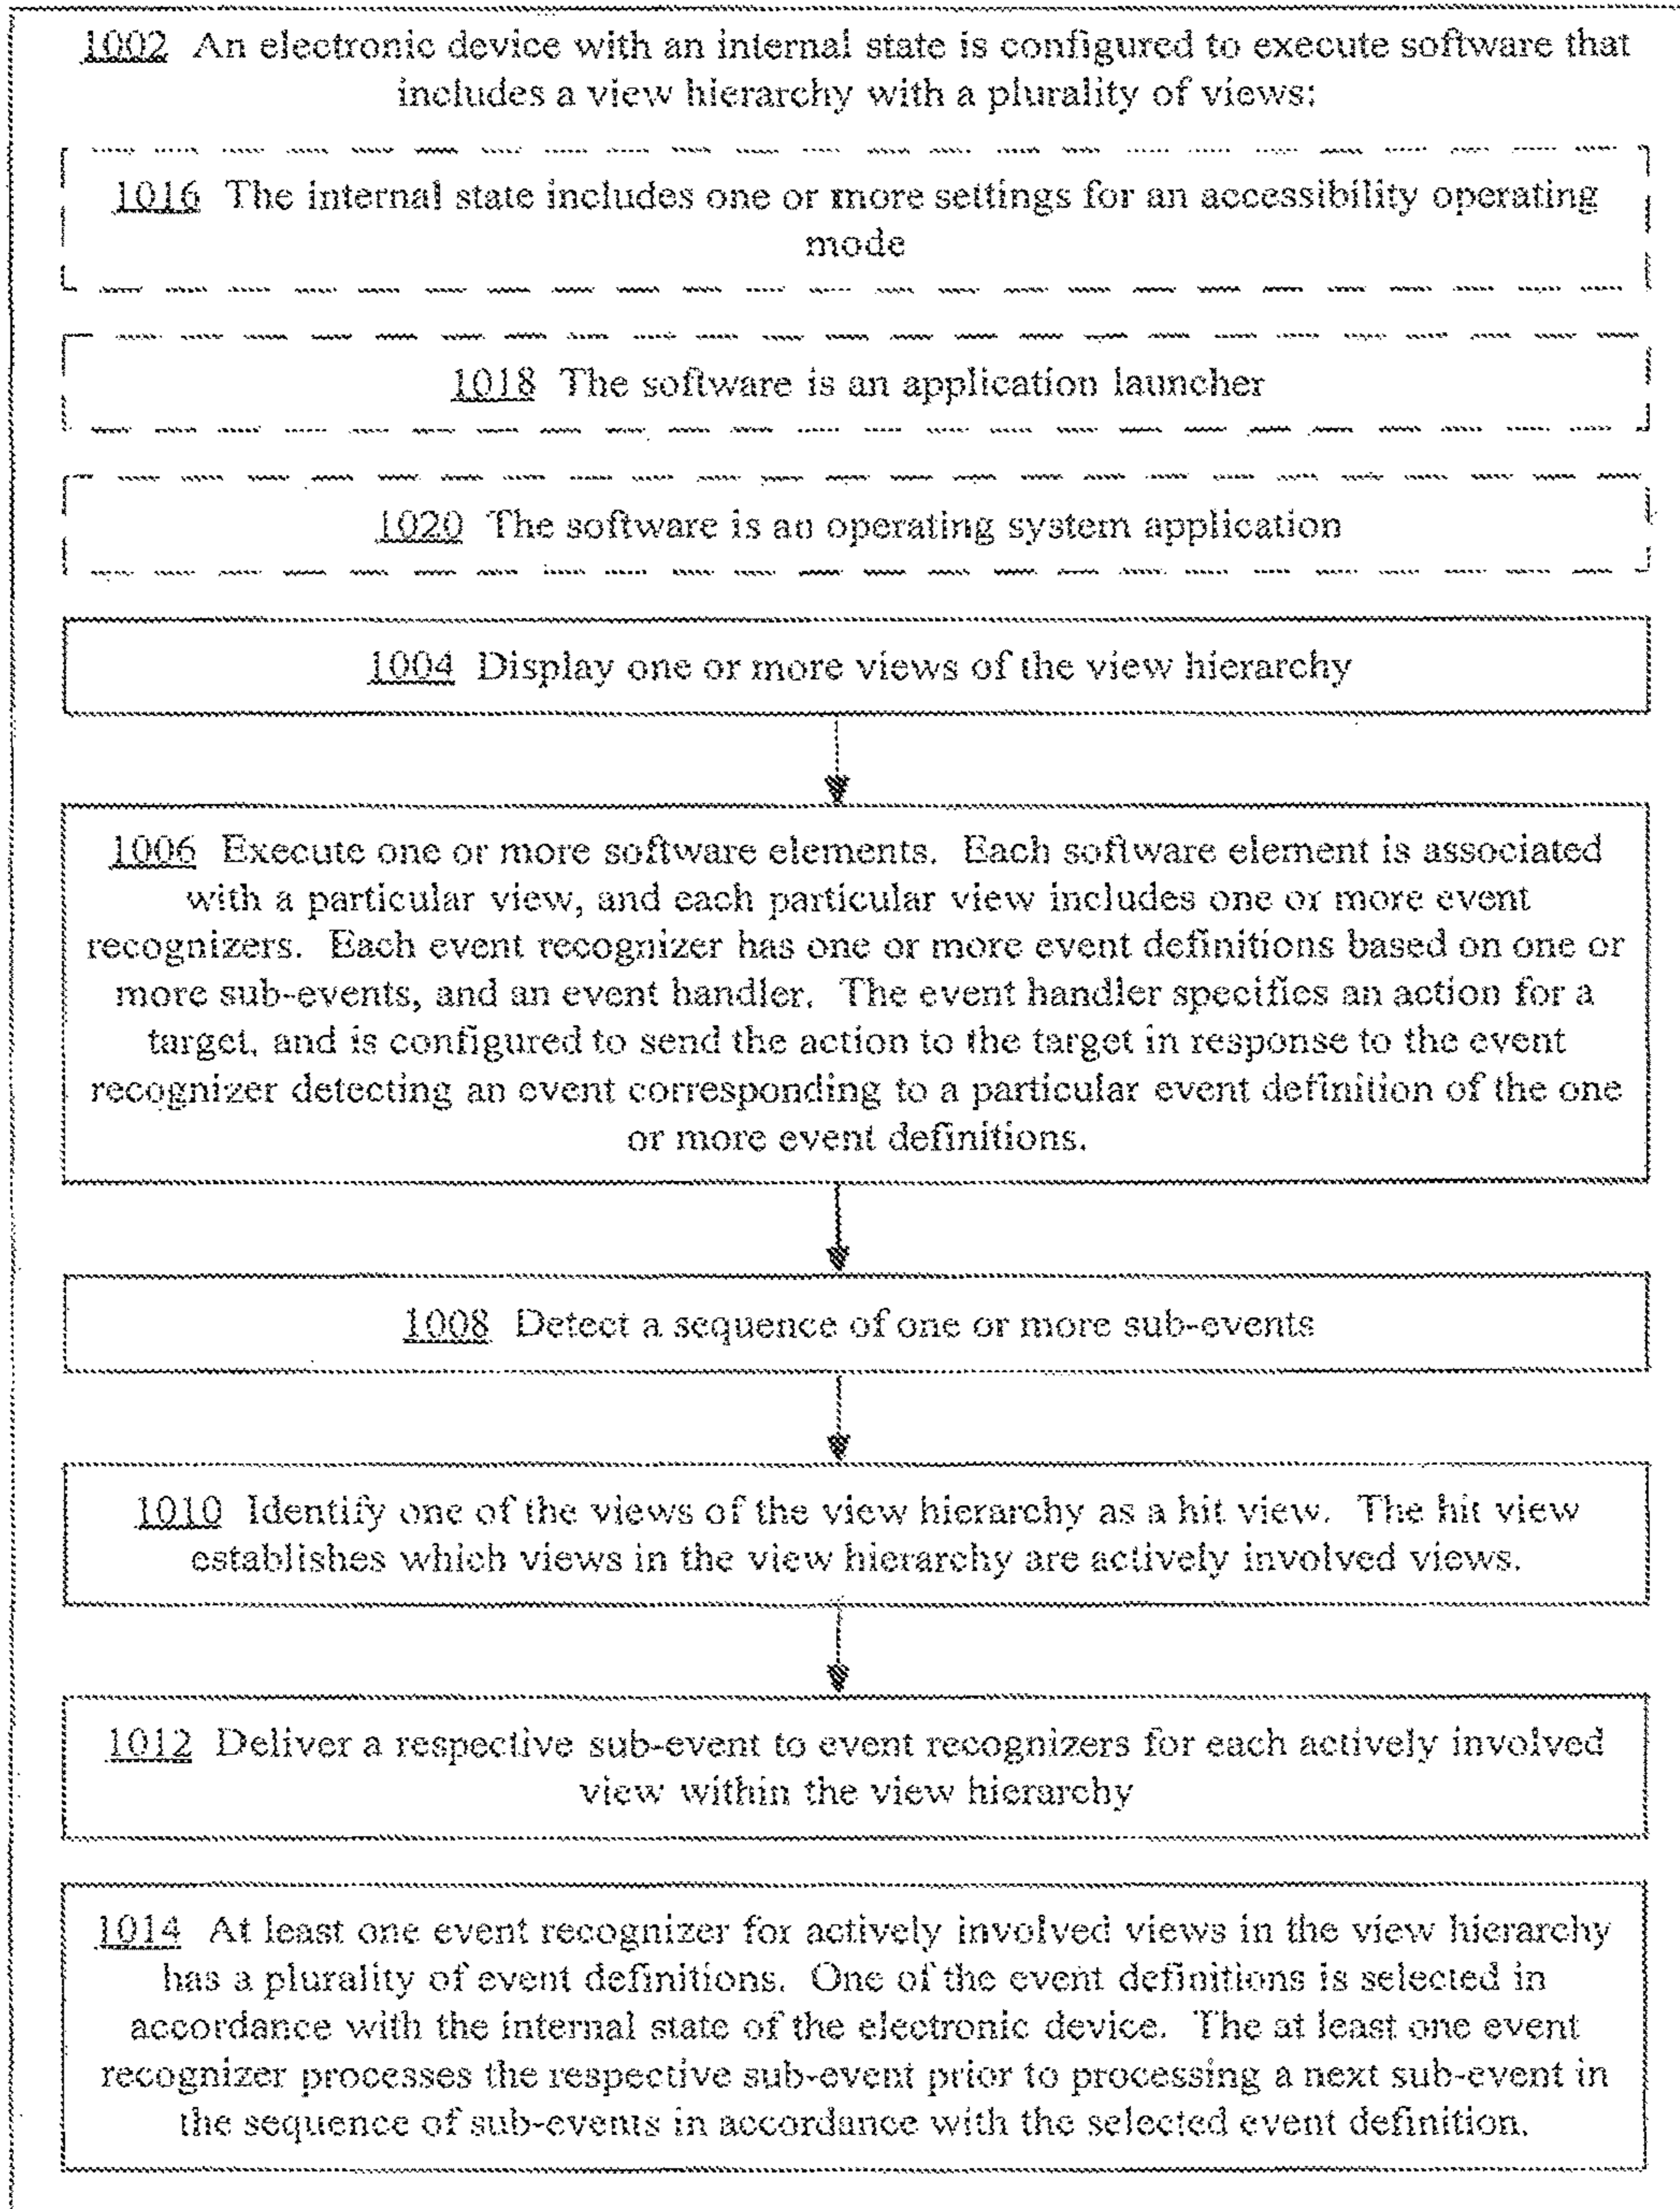 1002 An electronic device with an internal state is configured to execute software that
includes a view hierarchy with a plurality of views:
1016 The internal state includes one or more settings for an accessibility operating
mode
1018 The software is an application launcher
1020 The software is an operating system application
1004 Display one or more views of the view hierarchy
1006 Execute one or more software elements. Each software element is associated
with a particular view, and each particular view includes one or more event
recognizers. Each event recognizer has one or more event definitions based on one or
more sub-events, and an event handler. The event handler specifies an action for a
target, and is configured to send the action to the target in response to the event
recognizer detecting an event corresponding to a particular event definition of the one
or more event definitions.
1008 Detect a sequence of one or more sub-events
1010 Identify one of the views of the view hierarchy as a hit view. The hit view
establishes which views in the view hierarchy are actively involved views.
1012 Deliver a respective sub-event to event recognizers for each actively involved
view within the view hierarchy
1014 At least one event recognizer for actively involved views in the view hierarchy
has a plurality of event definitions. One of the event definitions is selected in
accordance with the internal state of the electronic device. The at least one event
recognizer processes the respective sub-event prior to processing a next sub-event in
the sequence of sub-events in accordance with the selected event definition.